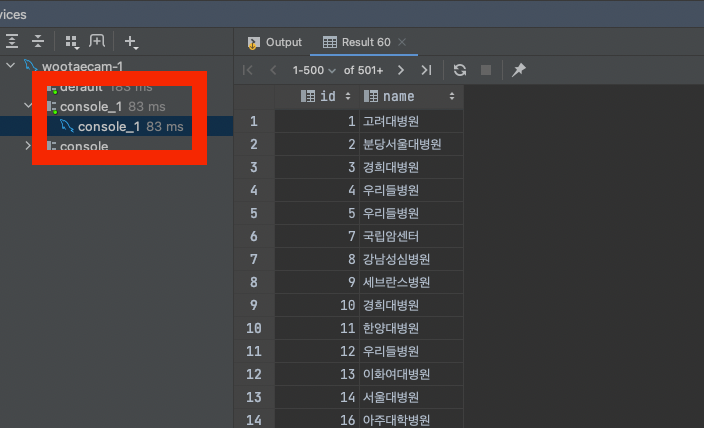 vices
Output
Result 60
wootaecam-1
1-500 of 501+
default 183 ms
console_1 83 ms
console_1 83 ms
console
id name
1 1 고려대병원
2 2 분당서울대병원
3 3 경희대병원
4 4 우리들병원
5 5 우리들병원
6 7 국립암센터
7 8 강남성심병원
8 9 세브란스병원
9 10 경희대병원
10 11 한양대병원
11 12 우리들병원
12 13 이화여대병원
13 14 서울대병원
14 16 아주대학병원